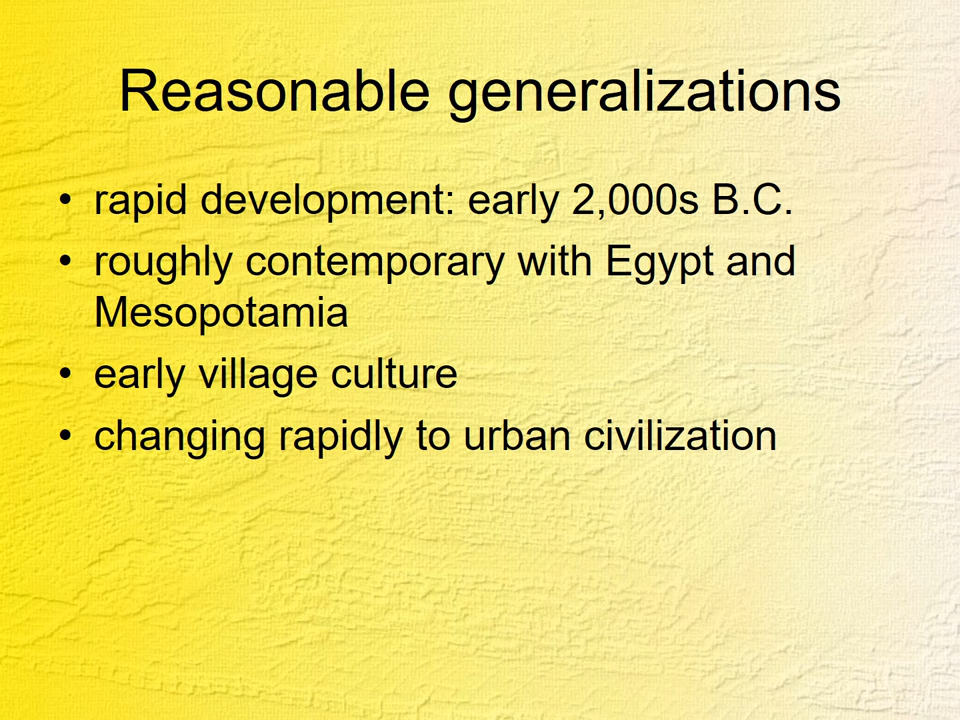 Reasonable generalizations
• rapid development: early 2,000s B.C.
• roughly contemporary with Egypt and
Mesopotamia
• early village culture
• changing rapidly to urban civilization